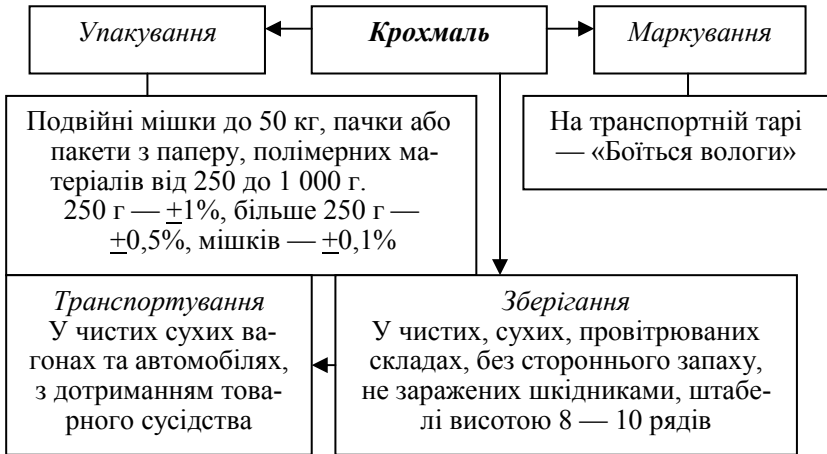 Упакування
Крохмаль
Маркування
Подвійні мішки до 50 кг, пачки або
пакети з паперу, полімерних ма-
теріалів від 250 до 1 000 г.
250 г — ±1%, більше 250 г —
±0,5%, мішків — ±0,1%
На транспортній тарі
— «Боїться вологи»
Транспортування
У чистих сухих ва-
гонах та автомобілях,
з дотриманням това-
рного сусідства
Зберігання
У чистих, сухих, провітрюваних
складах, без стороннього запаху,
не заражених шкідниками, штабе-
лі висотою 8 — 10 рядів